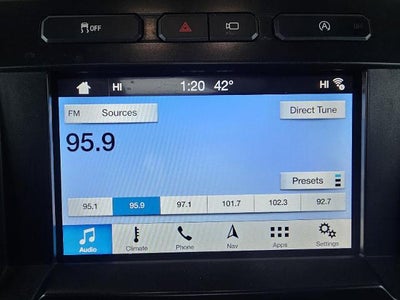 OFF
HI 1:20 42° HI
FM Sources Direct Tune
95.9
Presets
95.1 95.9 97.1 101.7 102.3 92.7
Audio Climate Phone Nav Apps Settings